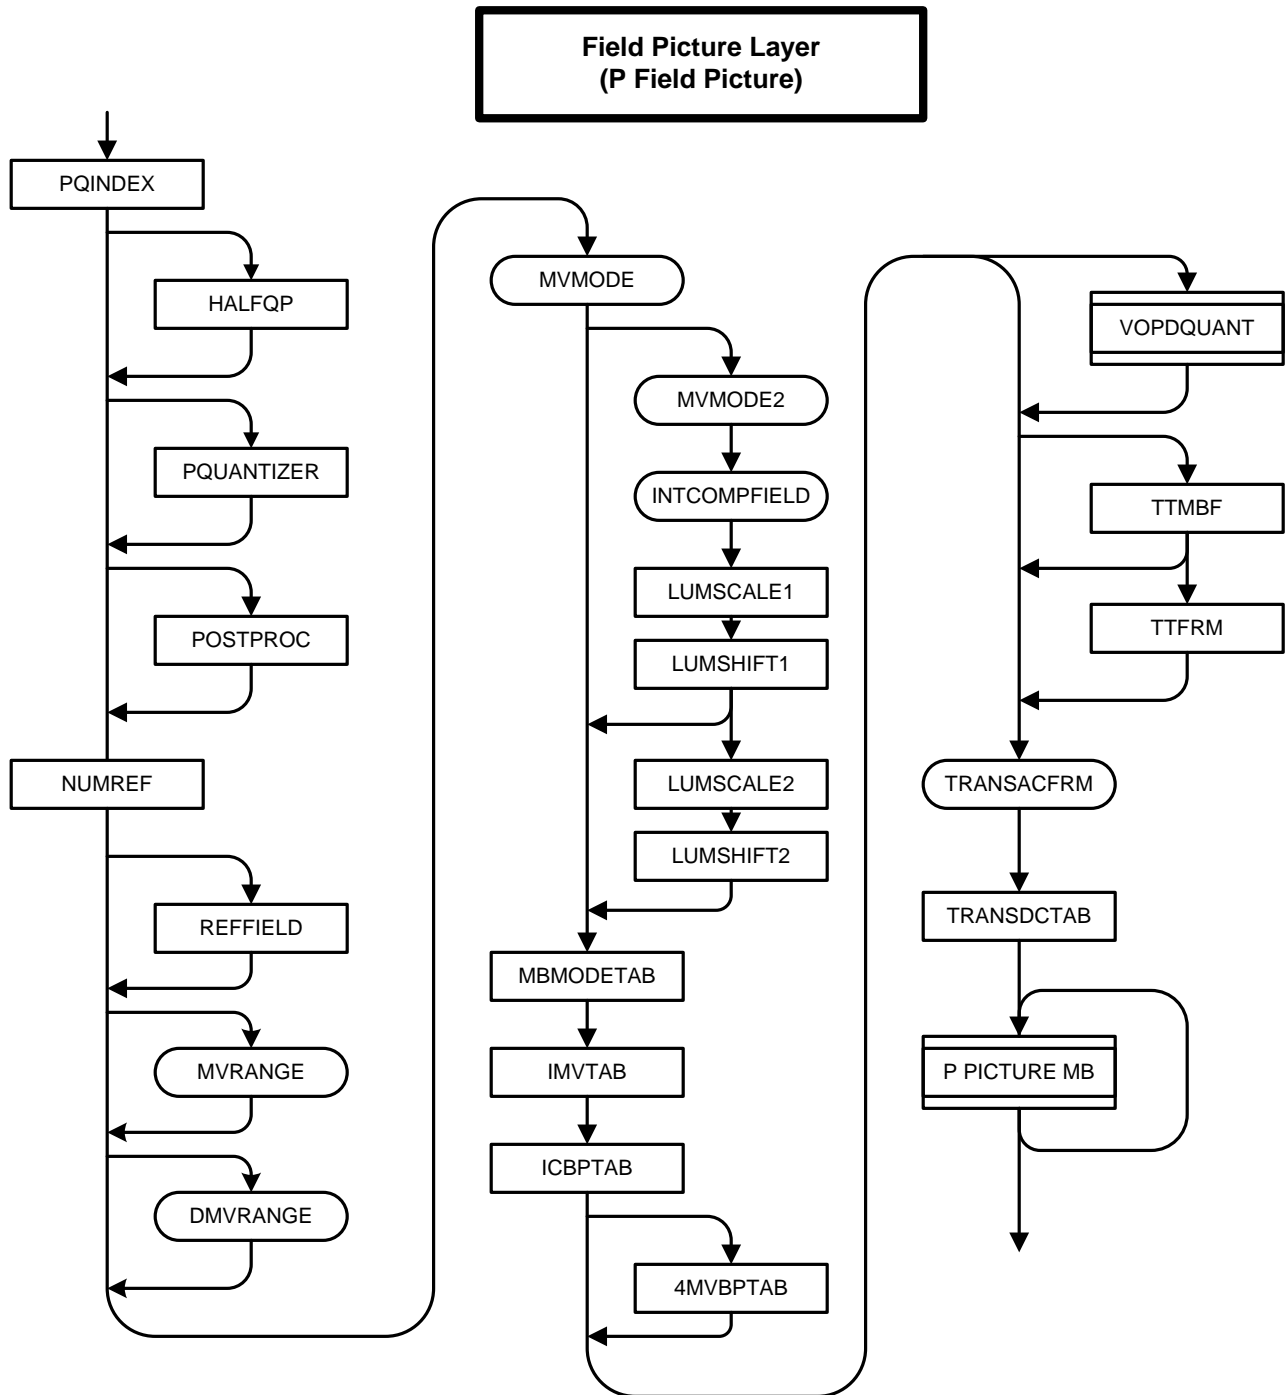 Field Picture Layer
(P Field Picture)
PQINDEX
HALFQP
PQUANTIZER
POSTPROC
NUMREF
REFFIELD
MVRANGE
DMVRANGE
MVMODE
MVMODE2
INTCOMPFIELD
LUMSCALE1
LUMSHIFT1
LUMSCALE2
LUMSHIFT2
MBMODETAB
IMVTAB
ICBPTAB
4MVBPTAB
VOPDQUANT
TTMBF
TTFRM
TRANSACFRM
TRANSDCTAB
P PICTURE MB